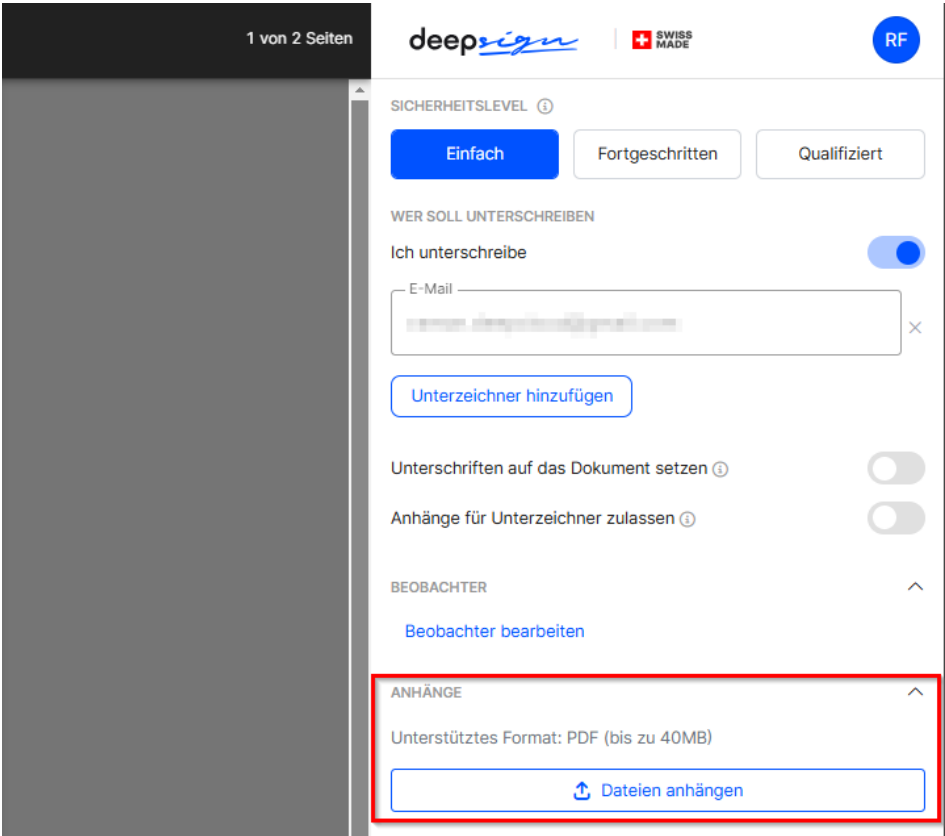 1 von 2 Seiten
deepsign
SWISS MADE
RF
SICHERHEITSLEVEL
Einfach
Fortgeschritten
Qualifiziert
WER SOLL UNTERSCHREIBEN
Ich unterschreibe
E-Mail
Unterzeichner hinzufügen
Unterschriften auf das Dokument setzen
Anhänge für Unterzeichner zulassen
BEOBACHTER
Beobachter bearbeiten
ANHÄNGE
Unterstütztes Format: PDF (bis zu 40MB)
Dateien anhängen